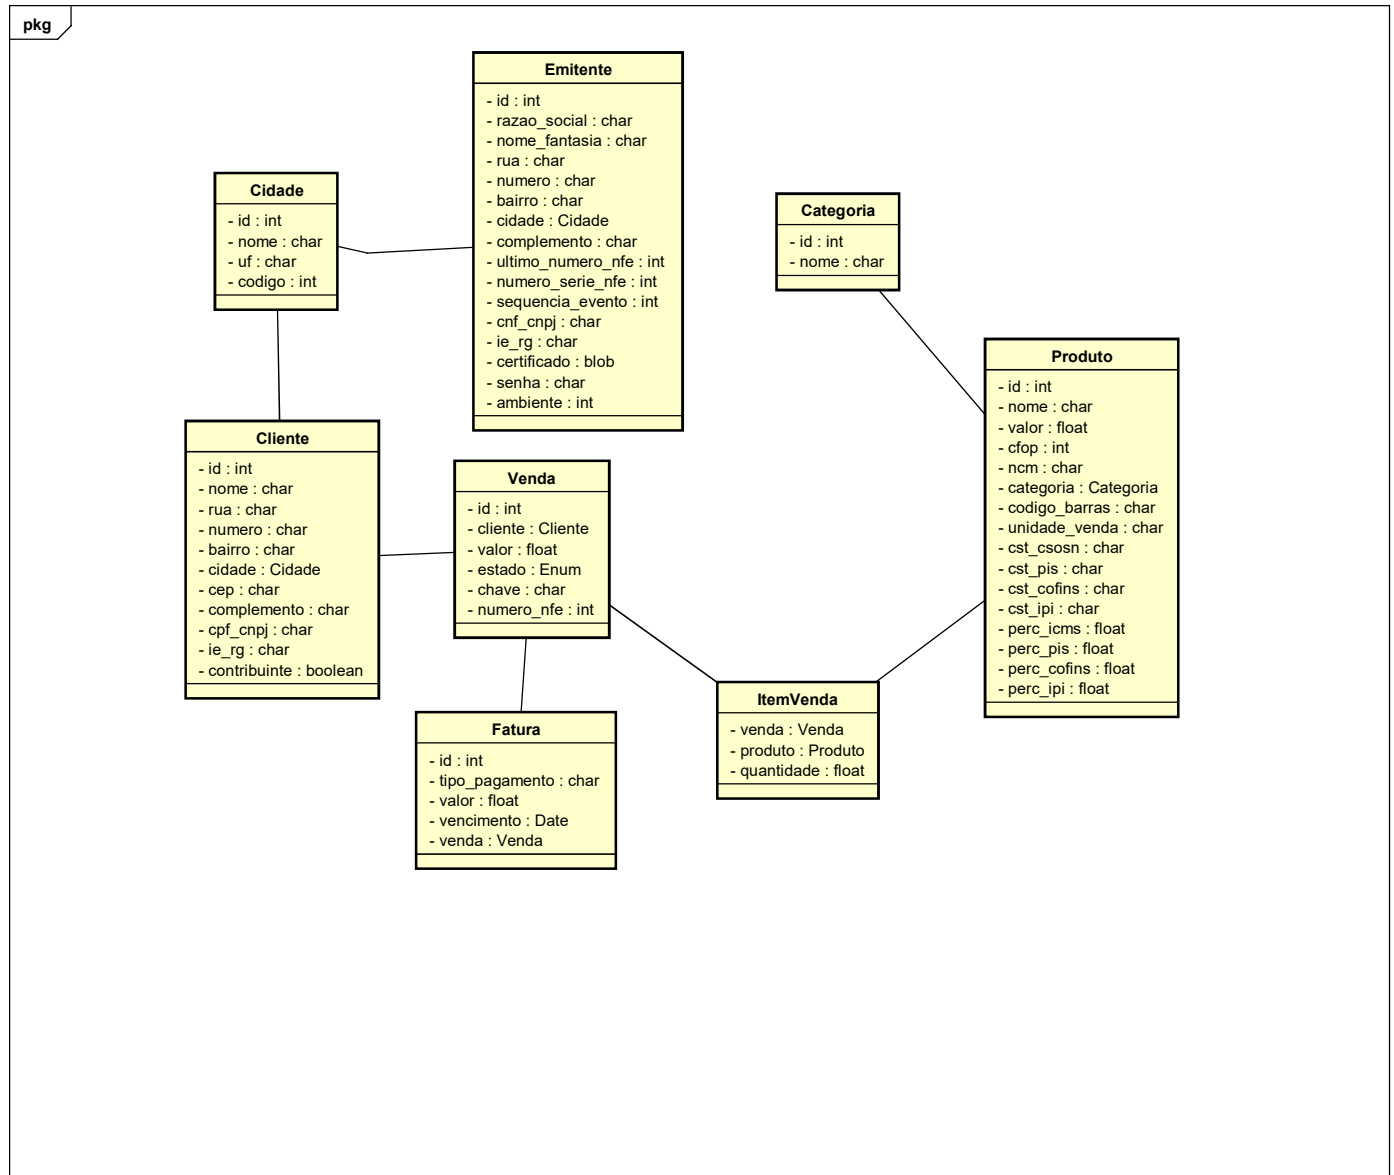 pkg
Emitente
- id : int
- razao_social : char
- nome_fantasia : char
- rua : char
- numero : char
- bairro : char
- cidade : Cidade
- complemento : char
- ultimo_numero_nfe : int
- numero_serie_nfe : int
- sequencia_evento : int
- cnf_cnpj : char
- ie_rg : char
- certificado : blob
- senha : char
- ambiente : int
Cidade
- id : int
- nome : char
- uf : char
- codigo : int
Categoria
- id : int
- nome : char
Produto
- id : int
- nome : char
- valor : float
- cfop : int
- ncm : char
- categoria : Categoria
- codigo_barras : char
- unidade_venda : char
- cst_csosn : char
- cst_pis : char
- cst_cofins : char
- cst_ipi : char
- perc_icms : float
- perc_pis : float
- perc_cofins : float
- perc_ipi : float
Cliente
- id : int
- nome : char
- rua : char
- numero : char
- bairro : char
- cidade : Cidade
- cep : char
- complemento : char
- cpf_cnpj : char
- ie_rg : char
- contribuinte : boolean
Venda
- id : int
- cliente : Cliente
- valor : float
- estado : Enum
- chave : char
- numero_nfe : int
ItemVenda
- venda : Venda
- produto : Produto
- quantidade : float
Fatura
- id : int
- tipo_pagamento : char
- valor : float
- vencimento : Date
- venda : Venda